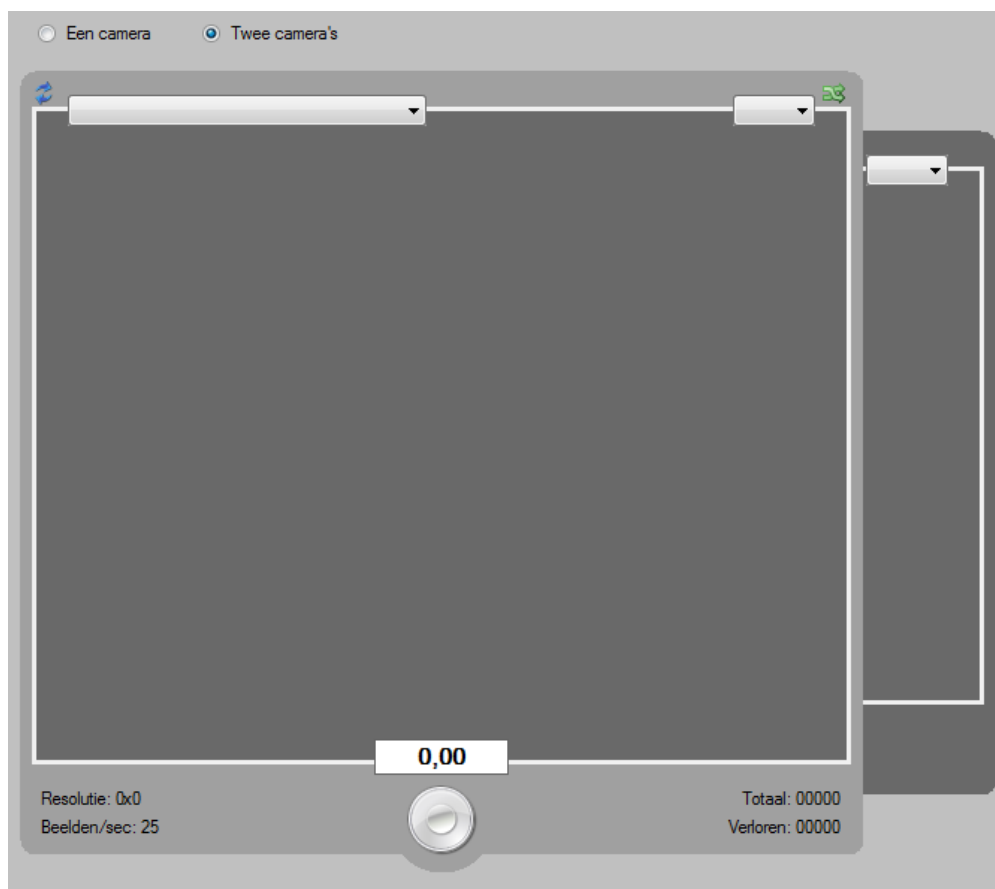 Een camera Twee camera's
0,00
Resolutie: 0x0 Totaal: 00000
Beelden/sec: 25 Verloren: 00000